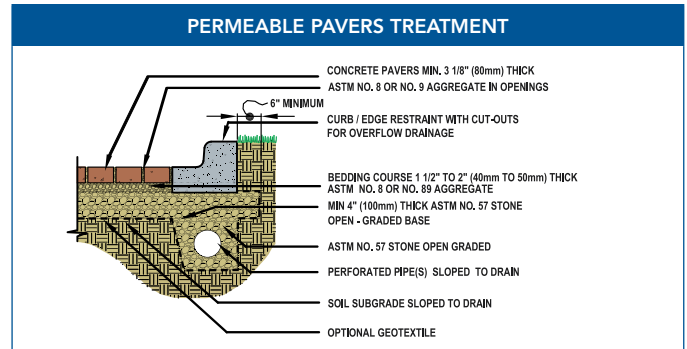 PERMEABLE PAVERS TREATMENT
CONCRETE PAVERS MIN. 3 1/8" (80mm) THICK
ASTM NO. 8 OR NO. 9 AGGREGATE IN OPENINGS
6" MINIMUM
CURB / EDGE RESTRAINT WITH CUT-OUTS
FOR OVERFLOW DRAINAGE
BEDDING COURSE 1 1/2" TO 2" (40mm TO 50mm) THICK
ASTM NO. 8 OR NO. 89 AGGREGATE
MIN 4" (100mm) THICK ASTM NO. 57 STONE
OPEN - GRADED BASE
ASTM NO. 57 STONE OPEN GRADED
PERFORATED PIPE(S) SLOPED TO DRAIN
SOIL SUBGRADE SLOPED TO DRAIN
OPTIONAL GEOTEXTILE